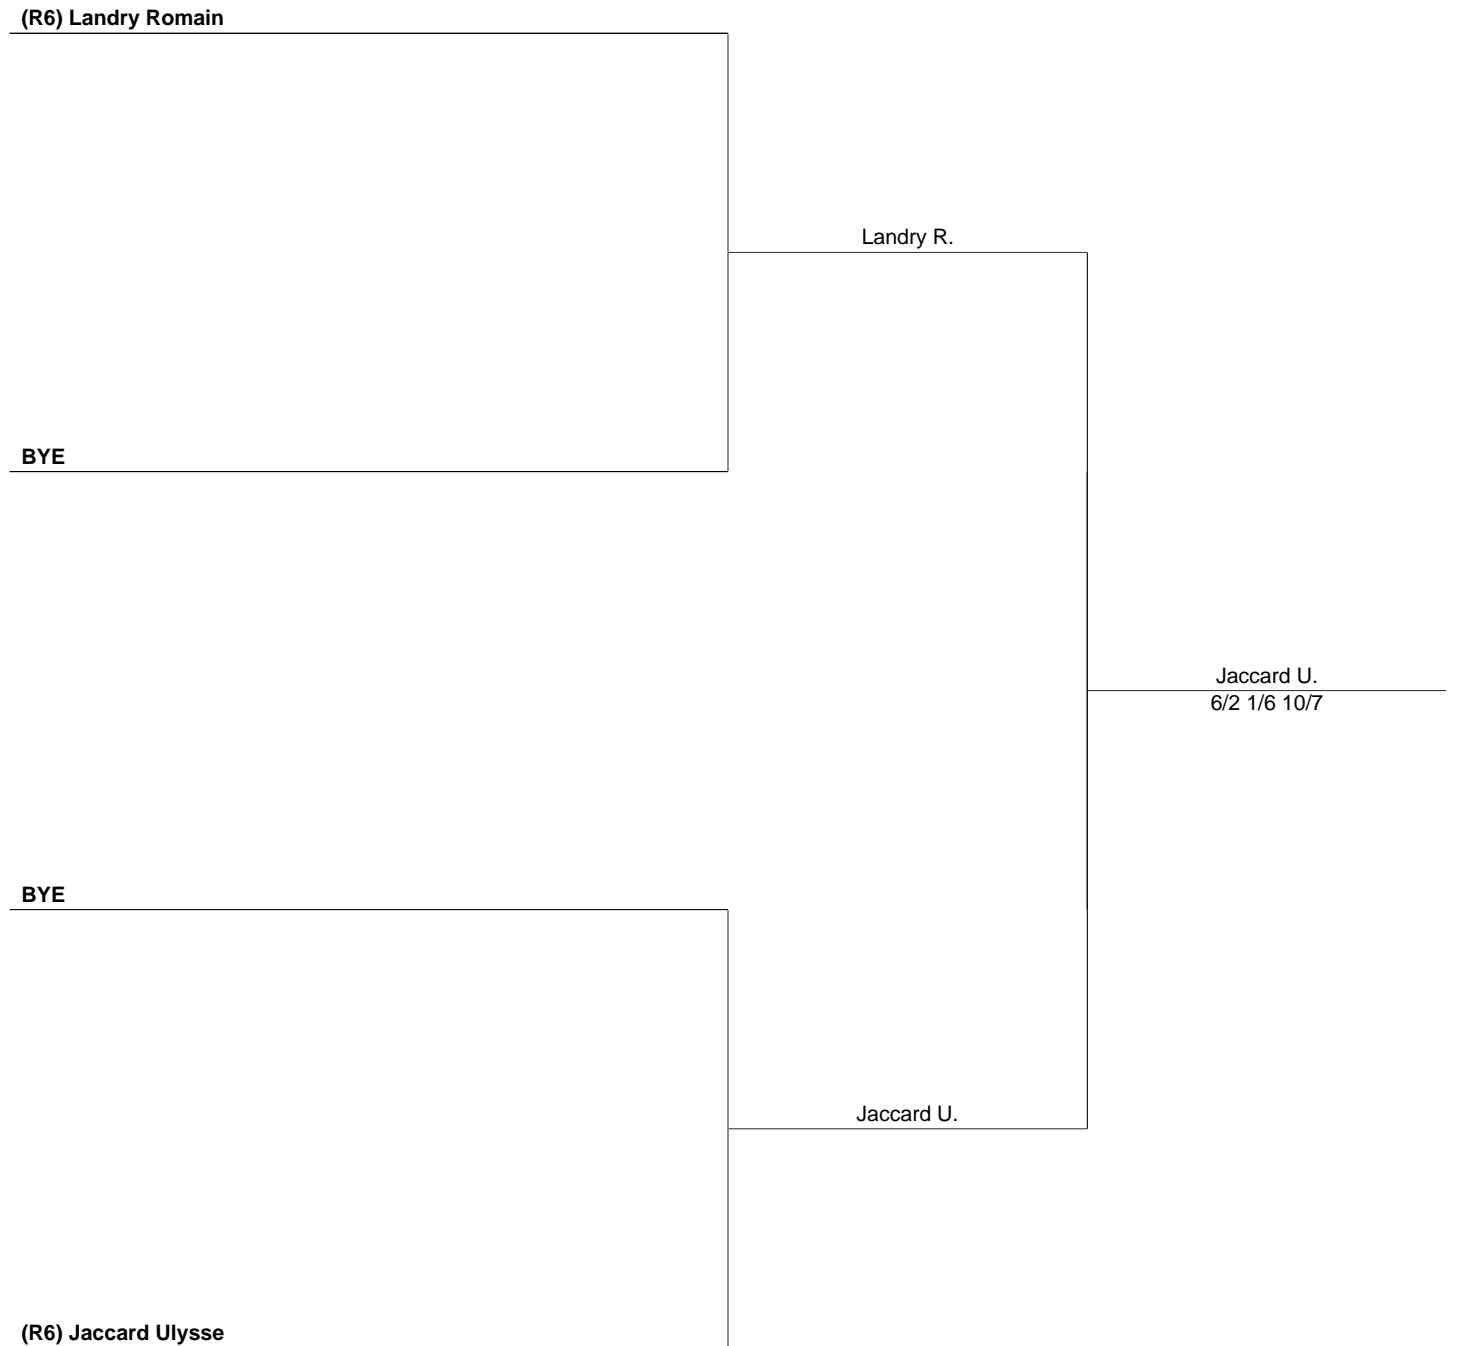 (R6) Landry Romain
Landry R.
BYE
Jaccard U.
6/2 1/6 10/7
BYE
Jaccard U.
(R6) Jaccard Ulysse